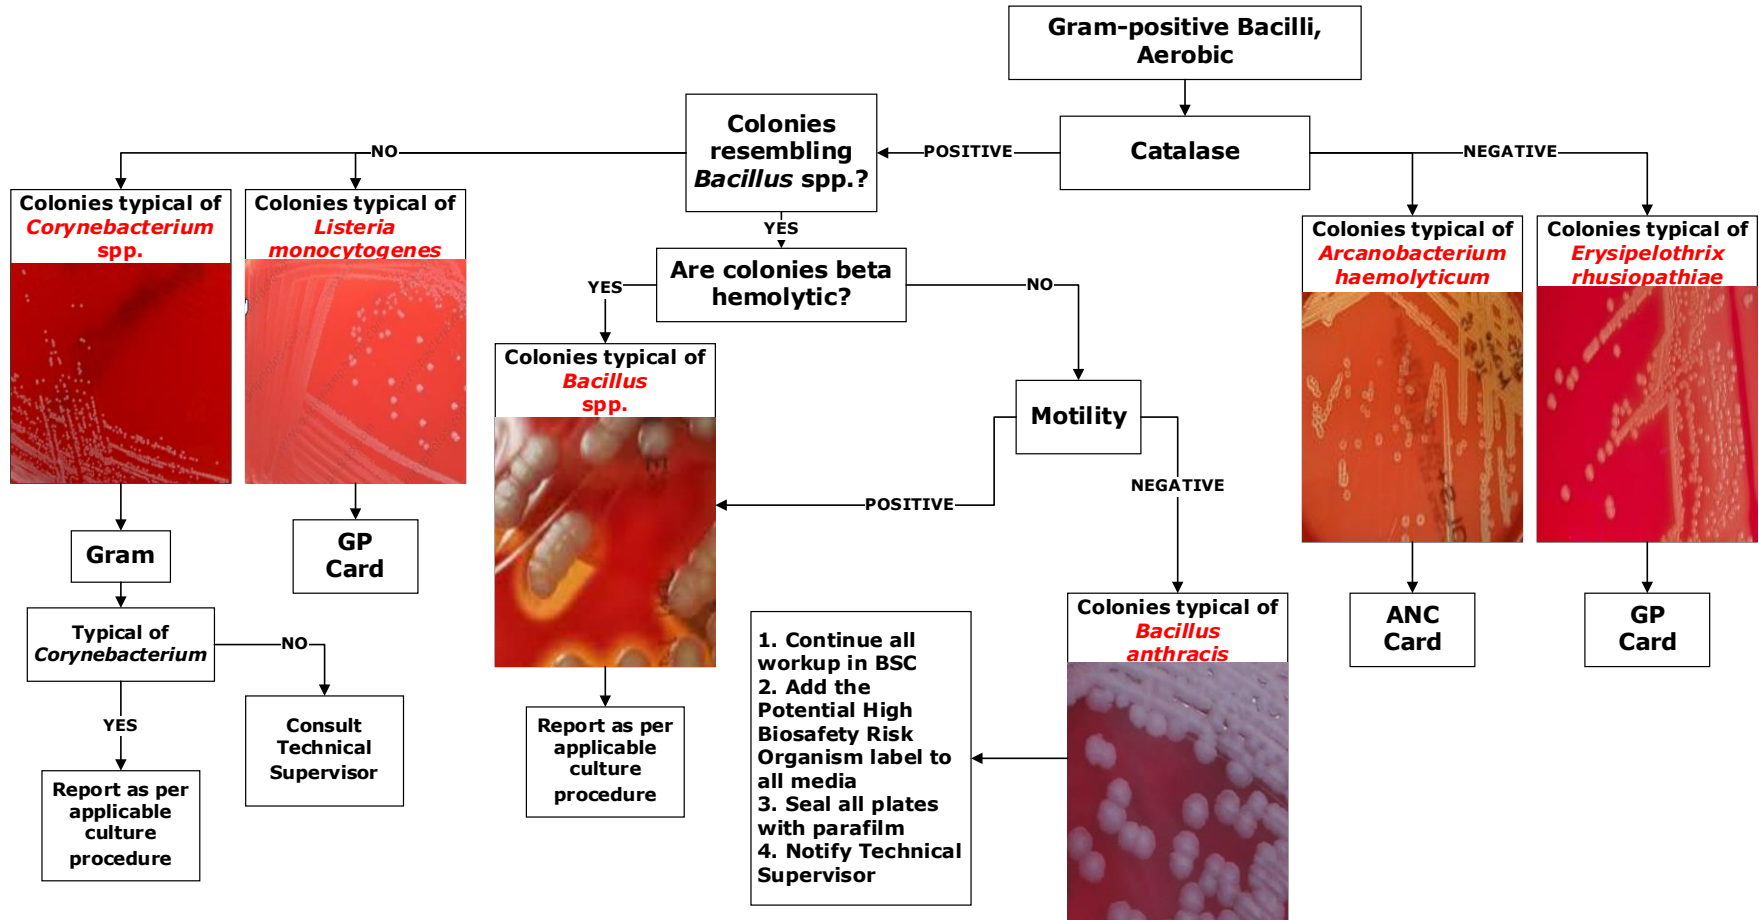 Gram-positive Bacilli,
Aerobic
Catalase
POSITIVE
NEGATIVE
Colonies
resembling
Bacillus spp.?
NO
YES
Colonies typical of
Corynebacterium
spp.
Colonies typical of
Listeria
monocytogenes
Are colonies beta
hemolytic?
YES
NO
Colonies typical of
Arcanobacterium
haemolyticum
Colonies typical of
Erysipelothrix
rhusiopathiae
Colonies typical of
Bacillus
spp.
Motility
POSITIVE
NEGATIVE
Gram
GP
Card
Typical of
Corynebacterium
NO
YES
Consult
Technical
Supervisor
Report as per
applicable
culture
procedure
Report as per
applicable
culture
procedure
1. Continue all
workup in BSC
2. Add the
Potential High
Biosafety Risk
Organism label to
all media
3. Seal all plates
with parafilm
4. Notify Technical
Supervisor
Colonies typical of
Bacillus
anthracis
ANC
Card
GP
Card